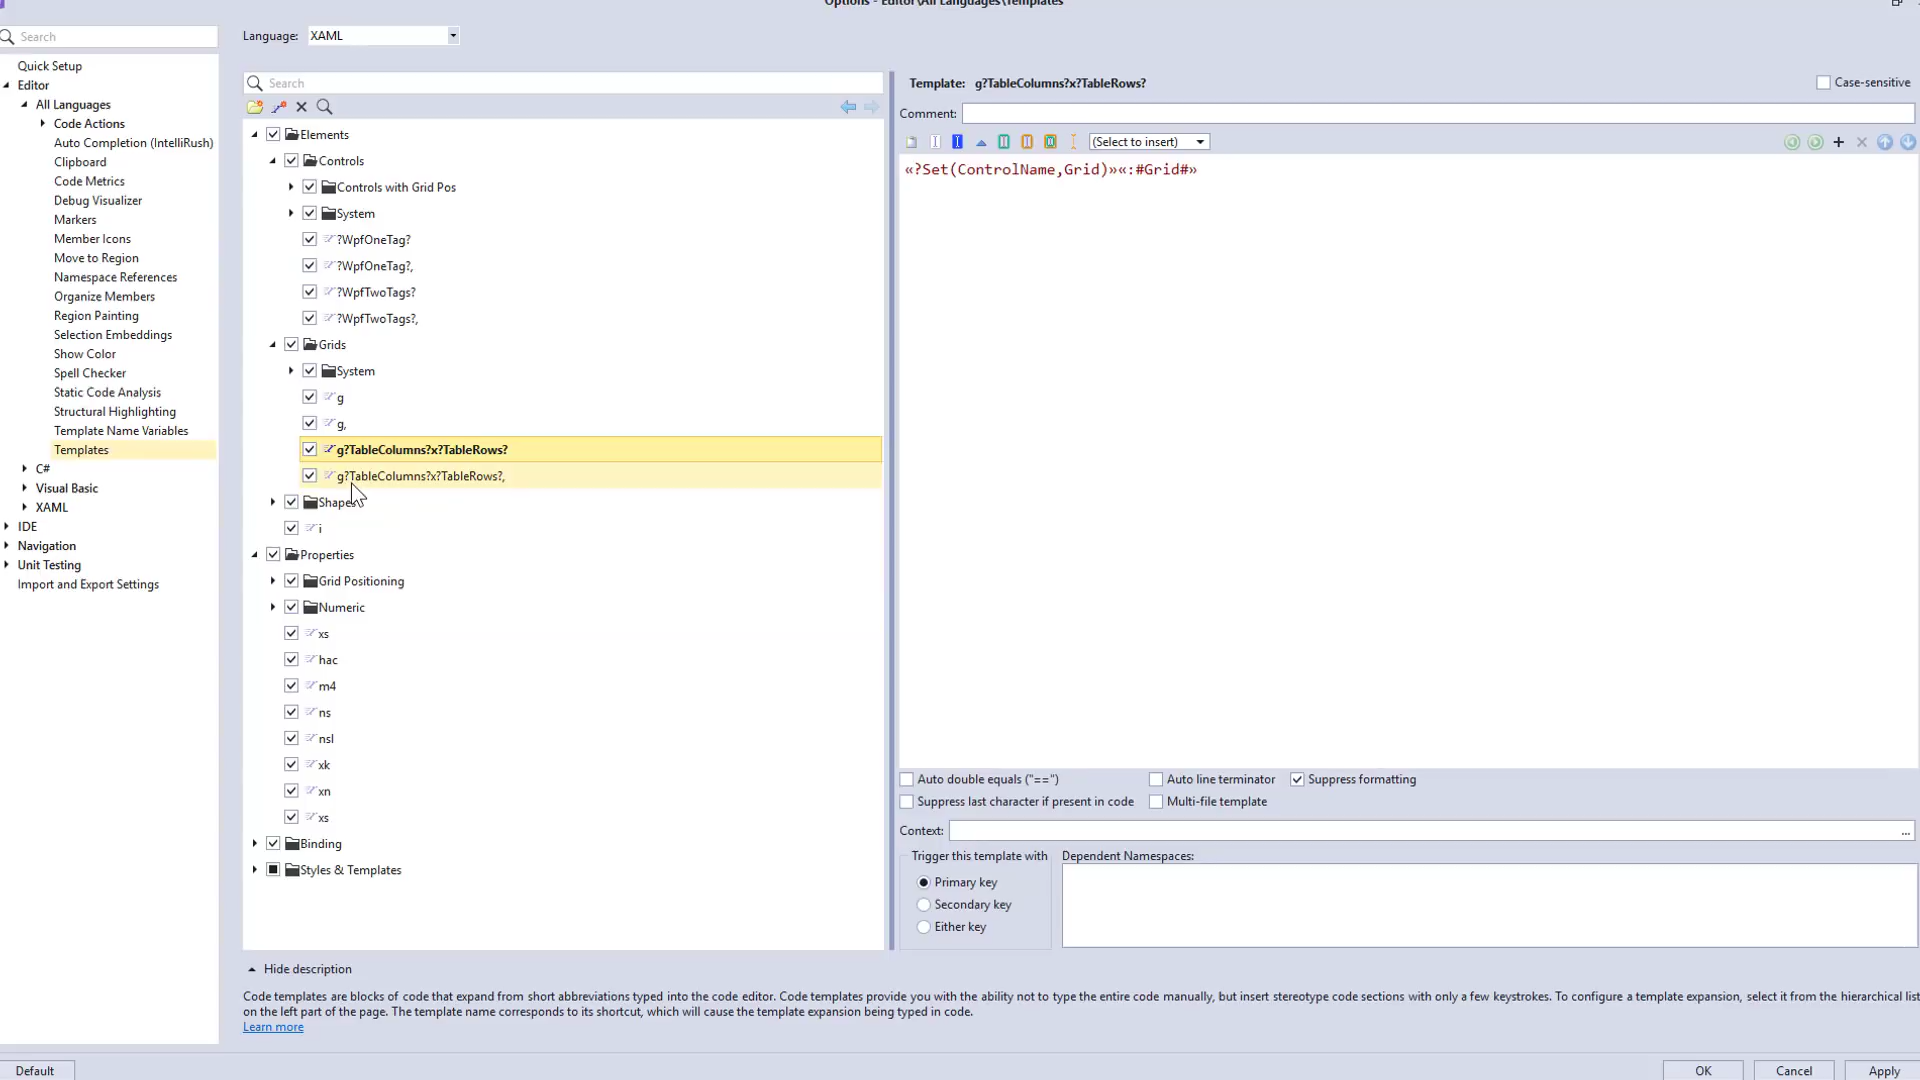 Options - Editor\All Languages\Templates
Search
Language: XAML
Quick Setup
Editor
All Languages
Code Actions
Auto Completion (IntelliRush)
Clipboard
Code Metrics
Debug Visualizer
Markers
Member Icons
Move to Region
Namespace References
Organize Members
Region Painting
Selection Embeddings
Show Color
Spell Checker
Static Code Analysis
Structural Highlighting
Template Name Variables
Templates
C#
Visual Basic
XAML
IDE
Navigation
Unit Testing
Import and Export Settings
Search
Elements
Controls
Controls with Grid Pos
System
?WpfOneTag?
?WpfOneTag?,
?WpfTwoTags?
?WpfTwoTags?,
Grids
System
g
g,
g?TableColumns?x?TableRows?
g?TableColumns?x?TableRows?,
Shapes
i
Properties
Grid Positioning
Numeric
xs
hac
m4
ns
nsl
xk
xn
xs
Binding
Styles & Templates
Template: g?TableColumns?x?TableRows?
Case-sensitive
Comment:
(Select to insert)
«?Set(ControlName,Grid)»«:#Grid#»
Auto double equals ("==")
Auto line terminator
Suppress formatting
Suppress last character if present in code
Multi-file template
Context:
...
Trigger this template with
Primary key
Secondary key
Either key
Dependent Namespaces:
Hide description
Code templates are blocks of code that expand from short abbreviations typed into the code editor. Code templates provide you with the ability not to type the entire code manually, but insert stereotype code sections with only a few keystrokes. To configure a template expansion, select it from the hierarchical list
on the left part of the page. The template name corresponds to its shortcut, which will cause the template expansion being typed in code.
Learn more
Default
OK
Cancel
Apply